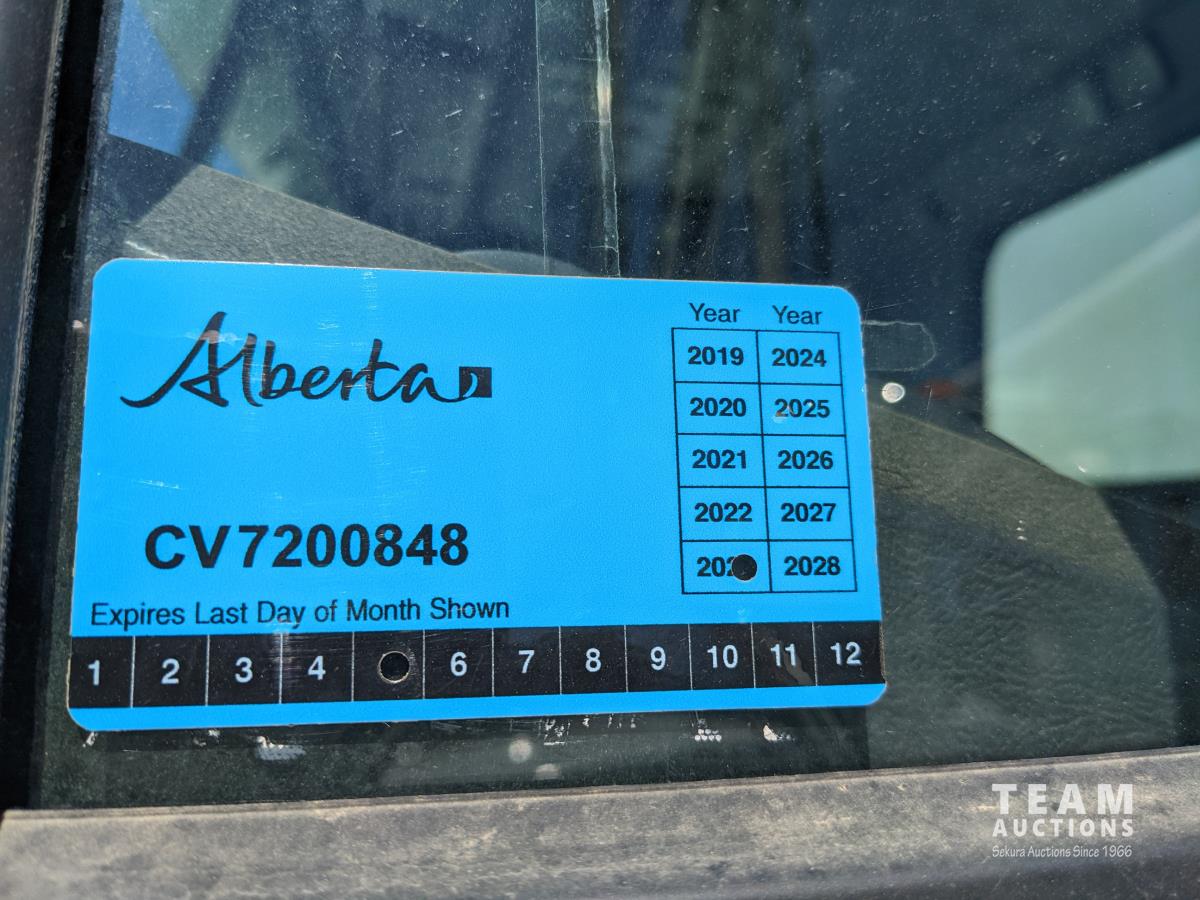 Alberta
Year Year
2019 2024
2020 2025
2021 2026
2022 2027
2028
CV7200848
Expires Last Day of Month Shown
1 2 3 4 6 7 8 9 10 11 12
TEAM
AUCTIONS
Sekura Auctions Since 1966